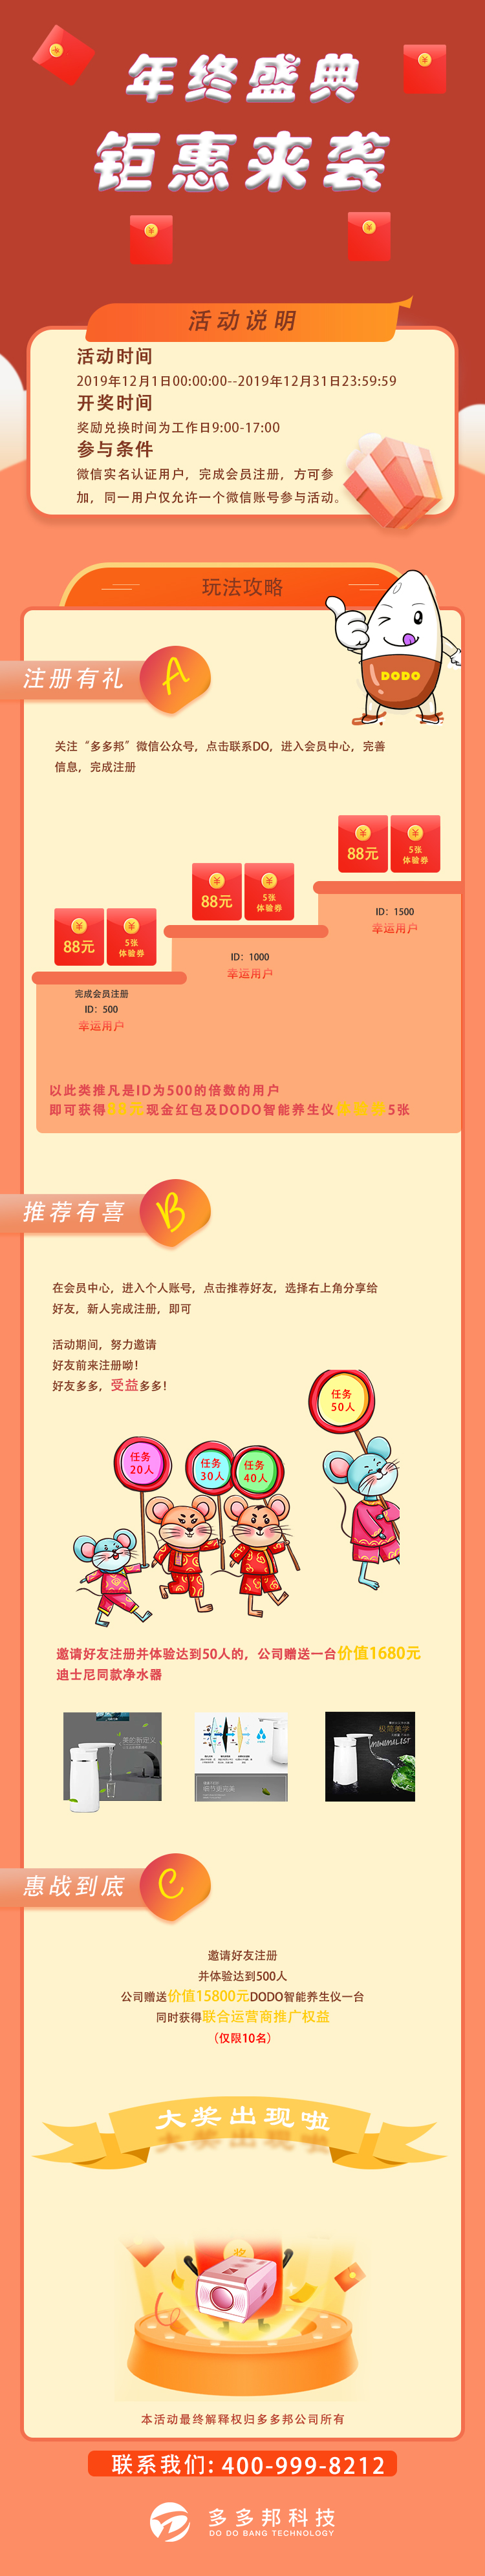 年终盛典
钜惠来袭
活动说明
活动时间
2019年12月1日00:00:00--2019年12月31日23:59:59
开奖时间
奖励兑换时间为工作日9:00-17:00
参与条件
微信实名认证用户，完成会员注册，方可参
加，同一用户仅允许一个微信账号参与活动。
玩法攻略
DODO
注册有礼 A
关注“多多邦”微信公众号，点击联系DO，进入会员中心，完善
信息，完成注册
88元 5张体验券
88元 5张体验券
88元 5张体验券
ID：1500
幸运用户
ID：1000
幸运用户
完成会员注册
ID：500
幸运用户
以此类推凡是ID为500的倍数的用户
即可获得88元现金红包及DODO智能养生仪体验券5张
推荐有喜 B
在会员中心，进入个人账号，点击推荐好友，选择右上角分享给
好友，新人完成注册，即可
活动期间，努力邀请
好友前来注册呦！
好友多多，受益多多！
任务
50人
任务
20人
任务
30人
任务
40人
邀请好友注册并体验达到50人的，公司赠送一台价值1680元
迪士尼同款净水器
极简美学
MINIMALIST
惠战到底 C
邀请好友注册
并体验达到500人
公司赠送价值15800元DODO智能养生仪一台
同时获得联合运营商推广权益
（仅限10名）
大奖出现啦
奖
本活动最终解释权归多多邦公司所有
联系我们: 400-999-8212
多多邦科技
DO DO BANG TECHNOLOGY